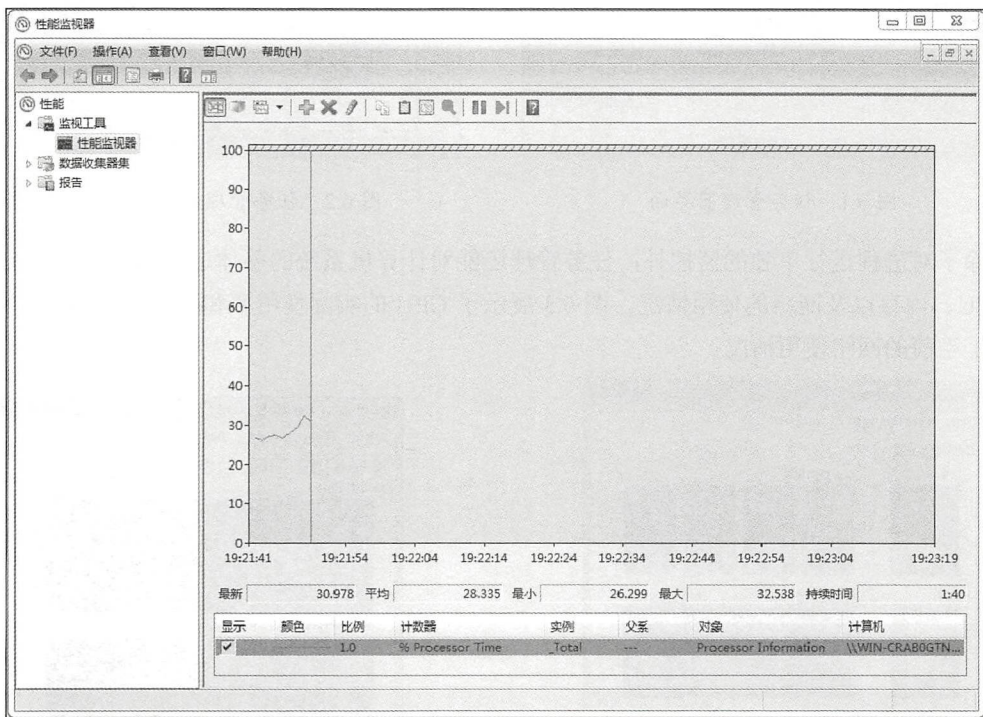 性能监视器
文件(F) 操作(A) 查看(V) 窗口(W) 帮助(H)
性能
监视工具
性能监视器
数据收集器集
报告
100
90
80
70
60
50
40
30
20
10
0
19:21:41 19:21:54 19:22:04 19:22:14 19:22:24 19:22:34 19:22:44 19:22:54 19:23:04 19:23:19
最新 30.978 平均 28.335 最小 26.299 最大 32.538 持续时间 1:40
显示 颜色 比例 计数器 实例 父系 对象 计算机
1.0 % Processor Time _Total --- Processor Information \\WIN-CRAB0GTN...